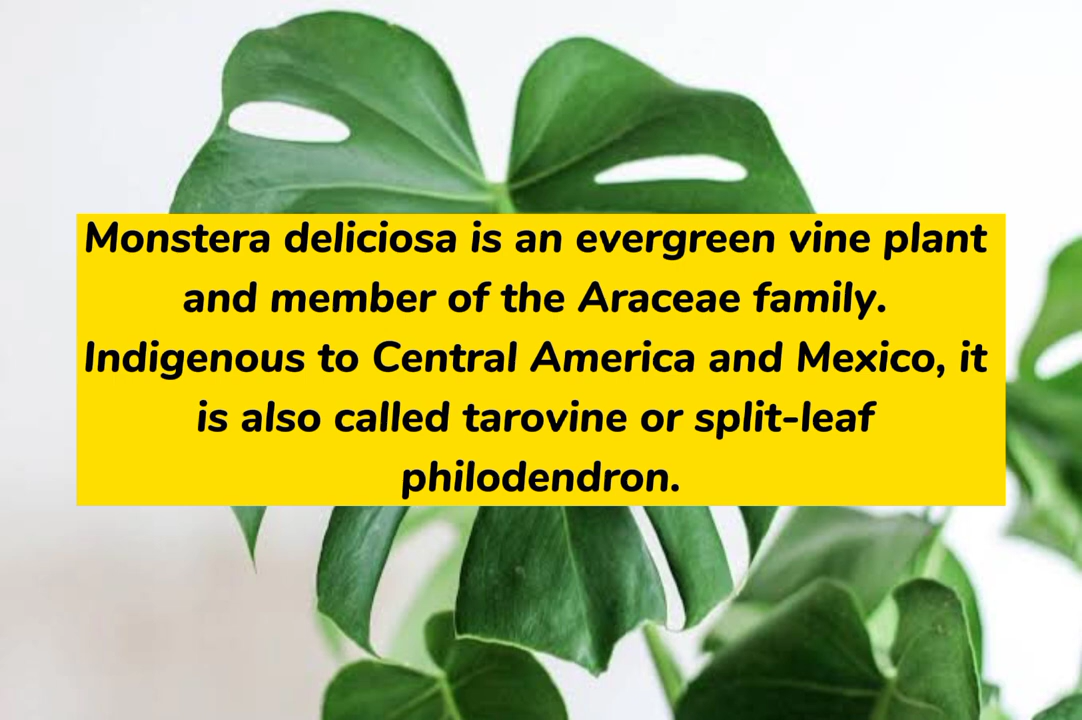 Monstera deliciosa is an evergreen vine plant
and member of the Araceae family.
Indigenous to Central America and Mexico, it
is also called tarovine or split-leaf
philodendron.